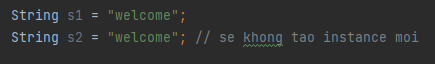 String s1 = "welcome";
String s2 = "welcome"; // se khong tao instance moi